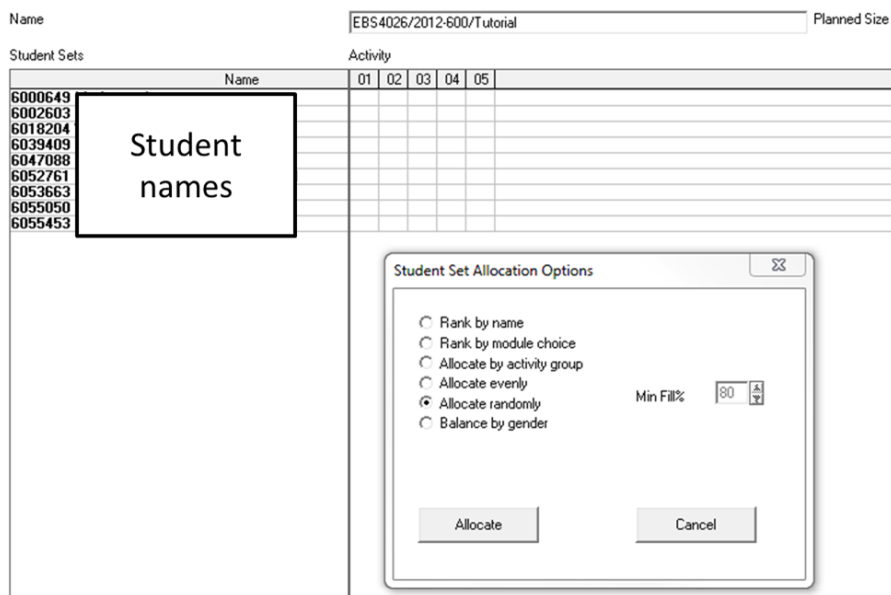 Name EBS4026/2012-600/Tutorial Planned Size
Student Sets Activity
Name 01 02 03 04 05
6000649
6002603
6018204
6039409
6047088
6052761
6053663
6055050
6055453
Student
names
Student Set Allocation Options
Rank by name
Rank by module choice
Allocate by activity group
Allocate evenly
Allocate randomly
Balance by gender
Min Fill% 80
Allocate Cancel